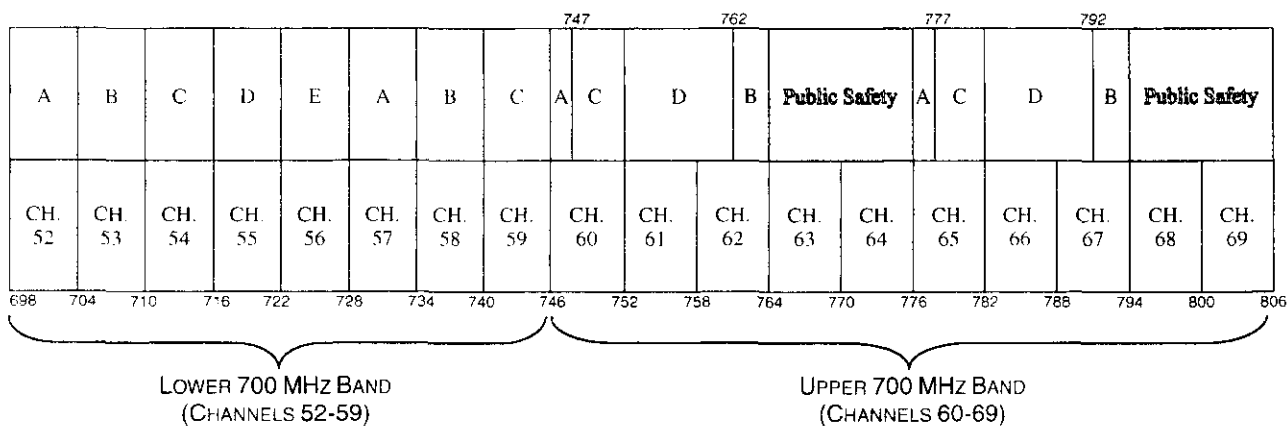 747 762 777 792
A B C D E A B C A C D B Public Safety A C D B Public Safety
CH. CH. CH. CH. CH. CH. CH. CH. CH. CH. CH. CH. CH. CH. CH. CH. CH. CH.
52 53 54 55 56 57 58 59 60 61 62 63 64 65 66 67 68 69
698 704 710 716 722 728 734 740 746 752 758 764 770 776 782 788 794 800 806
LOWER 700 MHZ BAND UPPER 700 MHZ BAND
(CHANNELS 52-59) (CHANNELS 60-69)